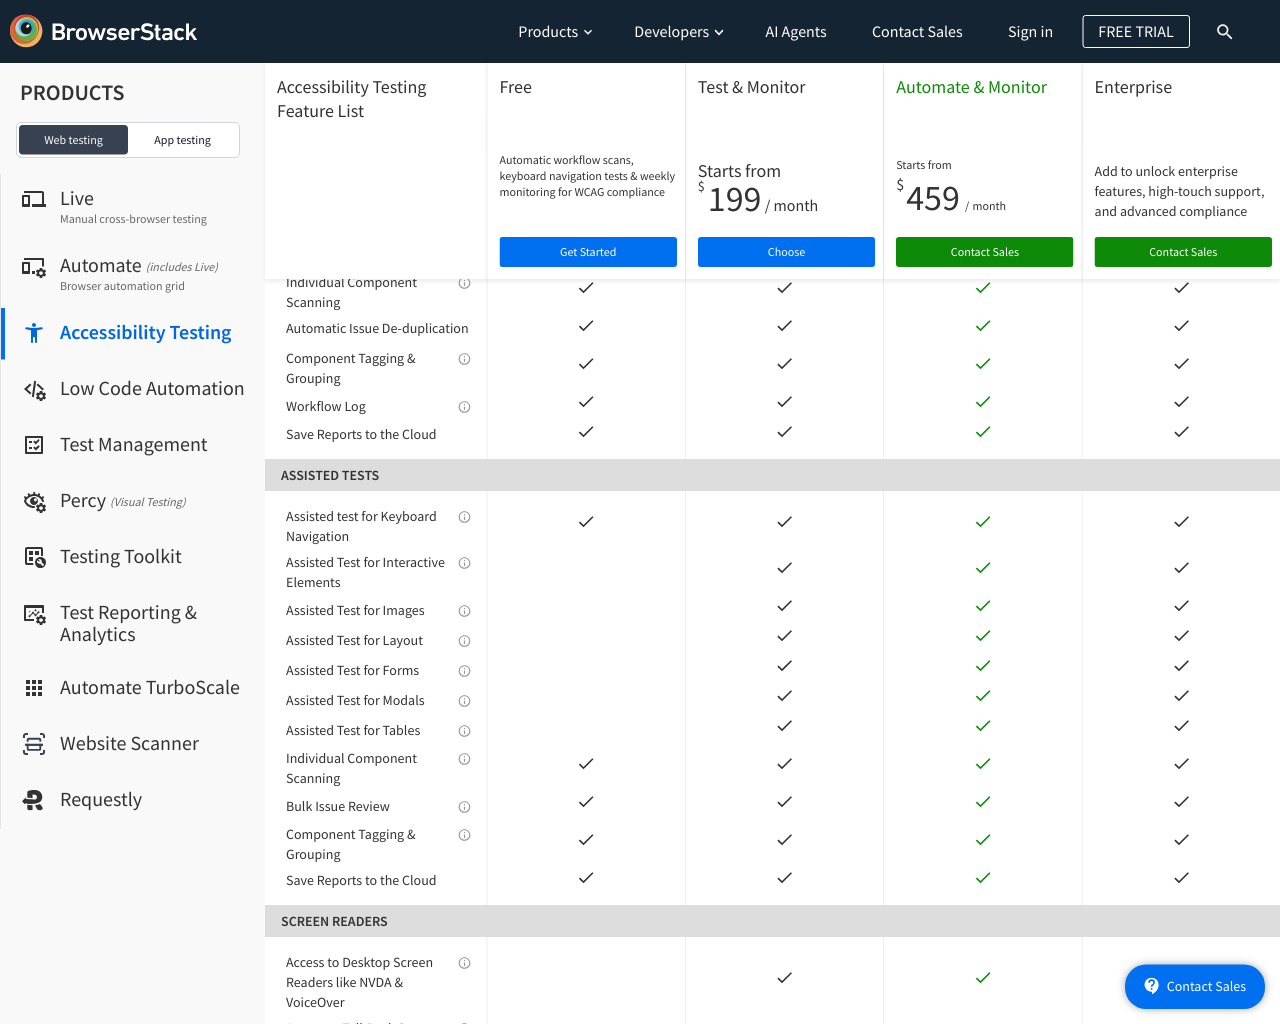 BrowserStack
Products
Developers
AI Agents
Contact Sales
Sign in
FREE TRIAL
PRODUCTS
Web testing
App testing
Live
Manual cross-browser testing
Automate (includes Live)
Browser automation grid
Accessibility Testing
Low Code Automation
Test Management
Percy (Visual Testing)
Testing Toolkit
Test Reporting &
Analytics
Automate TurboScale
Website Scanner
Requestly
Accessibility Testing
Feature List
Free
Automatic workflow scans,
keyboard navigation tests & weekly
monitoring for WCAG compliance
Get Started
Test & Monitor
Starts from
$ 199 / month
Choose
Automate & Monitor
Starts from
$ 459 / month
Contact Sales
Enterprise
Add to unlock enterprise
features, high-touch support,
and advanced compliance
Contact Sales
Individual Component
Scanning
Automatic Issue De-duplication
Component Tagging &
Grouping
Workflow Log
Save Reports to the Cloud
ASSISTED TESTS
Assisted test for Keyboard
Navigation
Assisted Test for Interactive
Elements
Assisted Test for Images
Assisted Test for Layout
Assisted Test for Forms
Assisted Test for Modals
Assisted Test for Tables
Individual Component
Scanning
Bulk Issue Review
Component Tagging &
Grouping
Save Reports to the Cloud
SCREEN READERS
Access to Desktop Screen
Readers like NVDA &
VoiceOver
Contact Sales